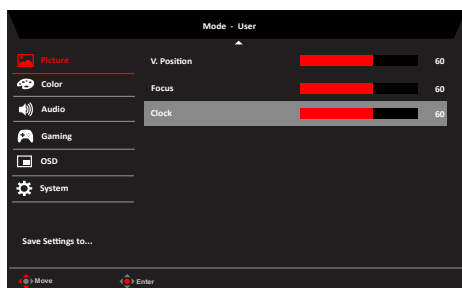 Mode - User
Picture
V. Position 60
Color
Focus 60
Audio
Clock 60
Gaming
OSD
System
Save Settings to...
Move Enter